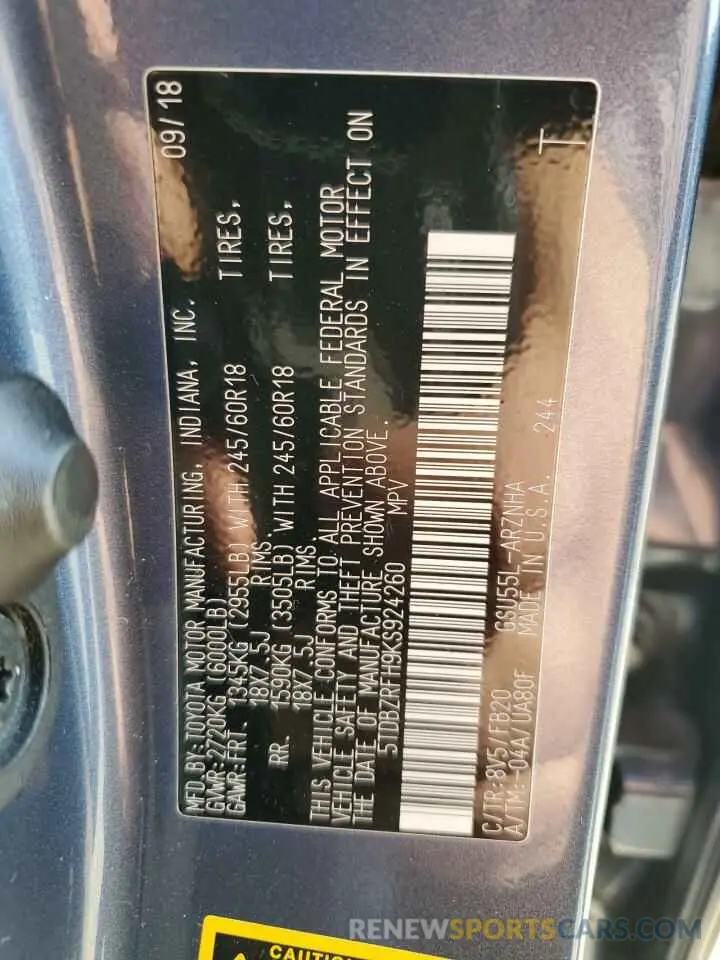 MFD.BY:TOYOTA MOTOR MANUFACTURING, INDIANA, INC. 09/18
GVWR:2720KG (6000LB)
GAWR:FRT. 1345KG (2955LB) WITH 245/60R18 TIRES,
18X7.5J RIMS.
RR. 1590KG (3505LB) WITH 245/60R18 TIRES,
18X7.5J RIMS.
THIS VEHICLE CONFORMS TO ALL APPLICABLE FEDERAL MOTOR
VEHICLE SAFETY AND THEFT PREVENTION STANDARDS IN EFFECT ON
THE DATE OF MANUFACTURE SHOWN ABOVE.
5TDBZRFH9KS924260 MPV
C/TR:8V5/FB20 GSU55L-ARZNHA
A/TM:-04A/UA80F MADE IN U.S.A. 244
T
CAUTION
RENEWSPORTSCARS.COM